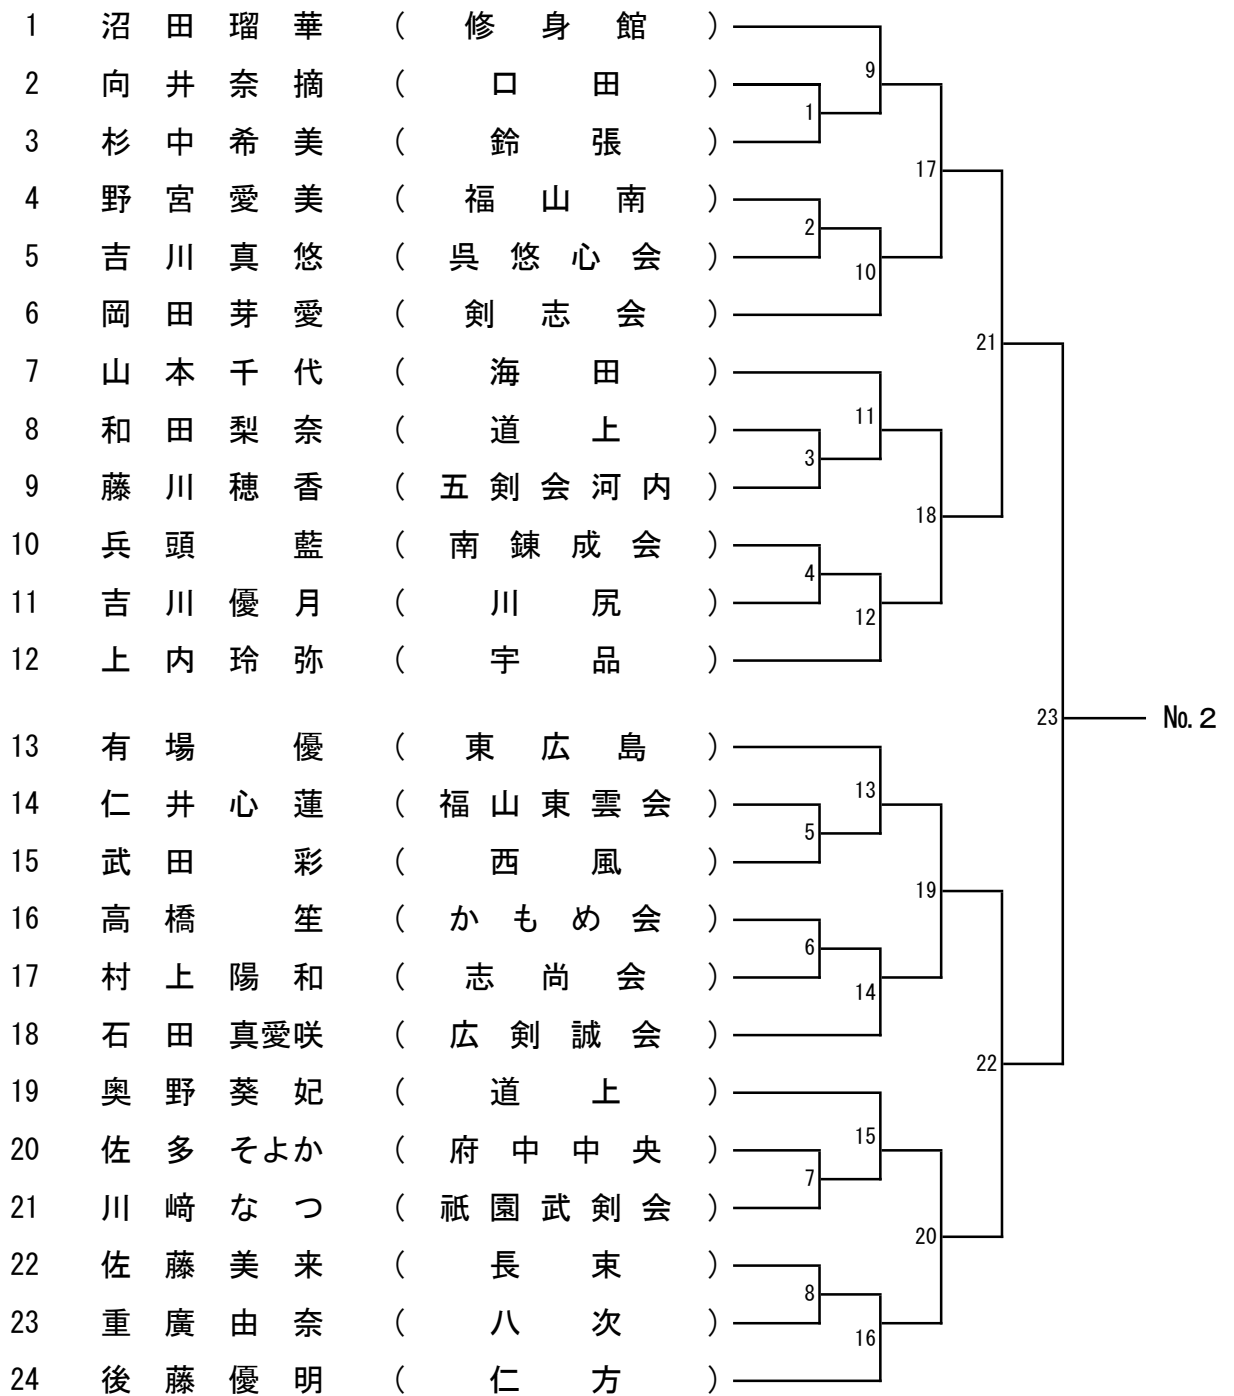 1 沼田瑠華 (修身館)
9
2 向井奈摘 (口田)
1
3 杉中希美 (鈴張)
17
4 野宮愛美 (福山南)
2
5 吉川真悠 (呉悠心会)
10
6 岡田芽愛 (剣志会)
21
7 山本千代 (海田)
11
8 和田梨奈 (道上)
3
9 藤川穂香 (五剣会河内)
18
10 兵頭 藍 (南錬成会)
4
11 吉川優月 (川尻)
12
12 上内玲弥 (宇品)
23 №2
13 有場 優 (東広島)
13
14 仁井心蓮 (福山東雲会)
5
15 武田 彩 (西風)
19
16 高橋 笙 (かもめ会)
6
17 村上陽和 (志尚会)
14
18 石田真愛咲 (広剣誠会)
22
19 奥野葵妃 (道上)
15
20 佐多そよか (府中中央)
7
21 川﨑なつ (祇園武剣会)
20
22 佐藤美来 (長束)
8
23 重廣由奈 (八次)
16
24 後藤優明 (仁方)